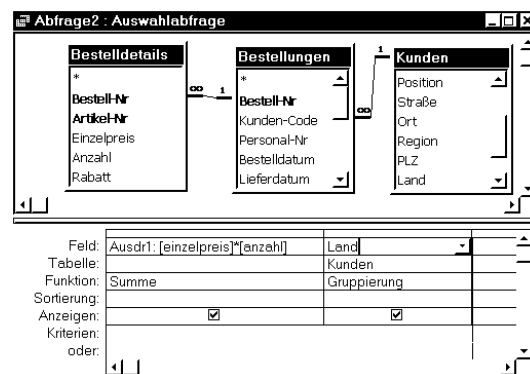 Abfrage2 : Auswahlabfrage
Bestelldetails
*
Bestell-Nr
Artikel-Nr
Einzelpreis
Anzahl
Rabatt
∞ 1
Bestellungen
*
Bestell-Nr
Kunden-Code
Personal-Nr
Bestelldatum
Lieferdatum
∞ 1
Kunden
Position
Straße
Ort
Region
PLZ
Land
Feld: Ausdr1: [einzelpreis]*[anzahl] Land
Tabelle: Kunden
Funktion: Summe Gruppierung
Sortierung:
Anzeigen:
Kriterien:
oder: